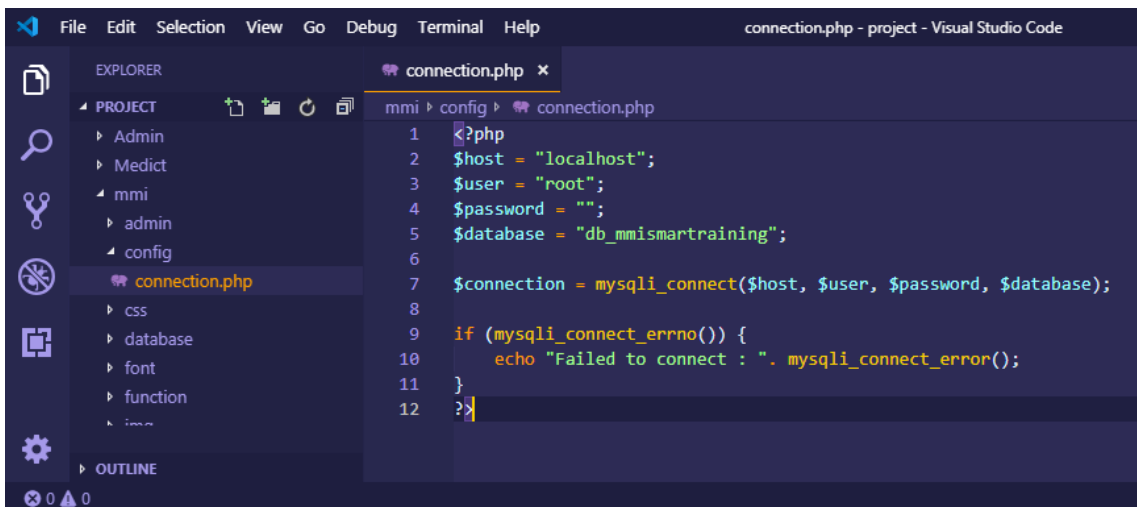 File Edit Selection View Go Debug Terminal Help connection.php - project - Visual Studio Code
EXPLORER
PROJECT
Admin
Medict
mmi
admin
config
connection.php
css
database
font
function
img
OUTLINE
connection.php ×
mmi config connection.php
1 <?php
2 $host = "localhost";
3 $user = "root";
4 $password = "";
5 $database = "db_mmismartraining";
6
7 $connection = mysqli_connect($host, $user, $password, $database);
8
9 if (mysqli_connect_errno()) {
10 echo "Failed to connect : ". mysqli_connect_error();
11 }
12 ?>
0 0